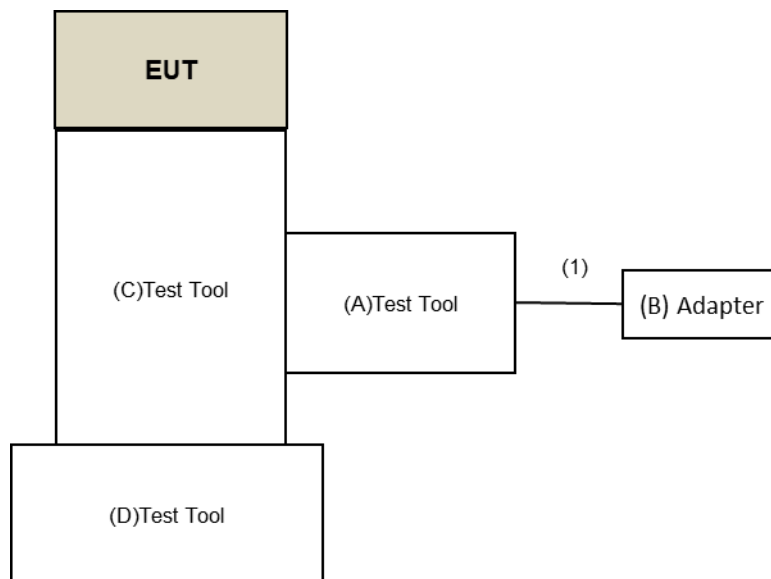 EUT
(C)Test Tool
(A)Test Tool
(1)
(B) Adapter
(D)Test Tool